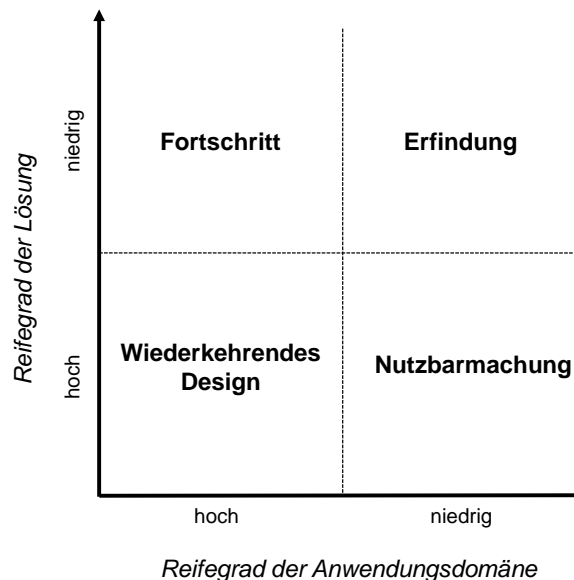 Reifegrad der Lösung
niedrig
hoch
Fortschritt
Erfindung
Wiederkehrendes
Design
Nutzbarmachung
hoch
niedrig
Reifegrad der Anwendungsdomäne